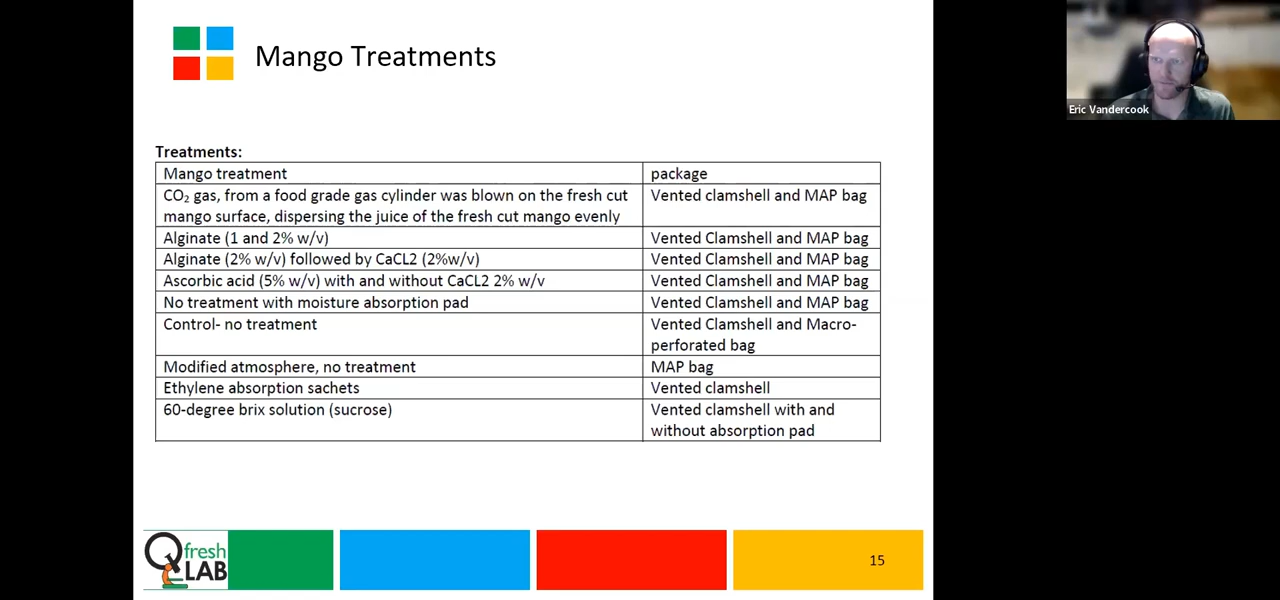 Mango Treatments
Eric Vandercook
Treatments:
Mango treatment
package
CO₂ gas, from a food grade gas cylinder was blown on the fresh cut
mango surface, dispersing the juice of the fresh cut mango evenly
Vented clamshell and MAP bag
Alginate (1 and 2% w/v)
Vented Clamshell and MAP bag
Alginate (2% w/v) followed by CaCL2 (2%w/v)
Vented Clamshell and MAP bag
Ascorbic acid (5% w/v) with and without CaCL2 2% w/v
Vented Clamshell and MAP bag
No treatment with moisture absorption pad
Vented Clamshell and MAP bag
Control- no treatment
Vented Clamshell and Macro-
perforated bag
Modified atmosphere, no treatment
MAP bag
Ethylene absorption sachets
Vented clamshell
60-degree brix solution (sucrose)
Vented clamshell with and
without absorption pad
Q fresh
LAB
15